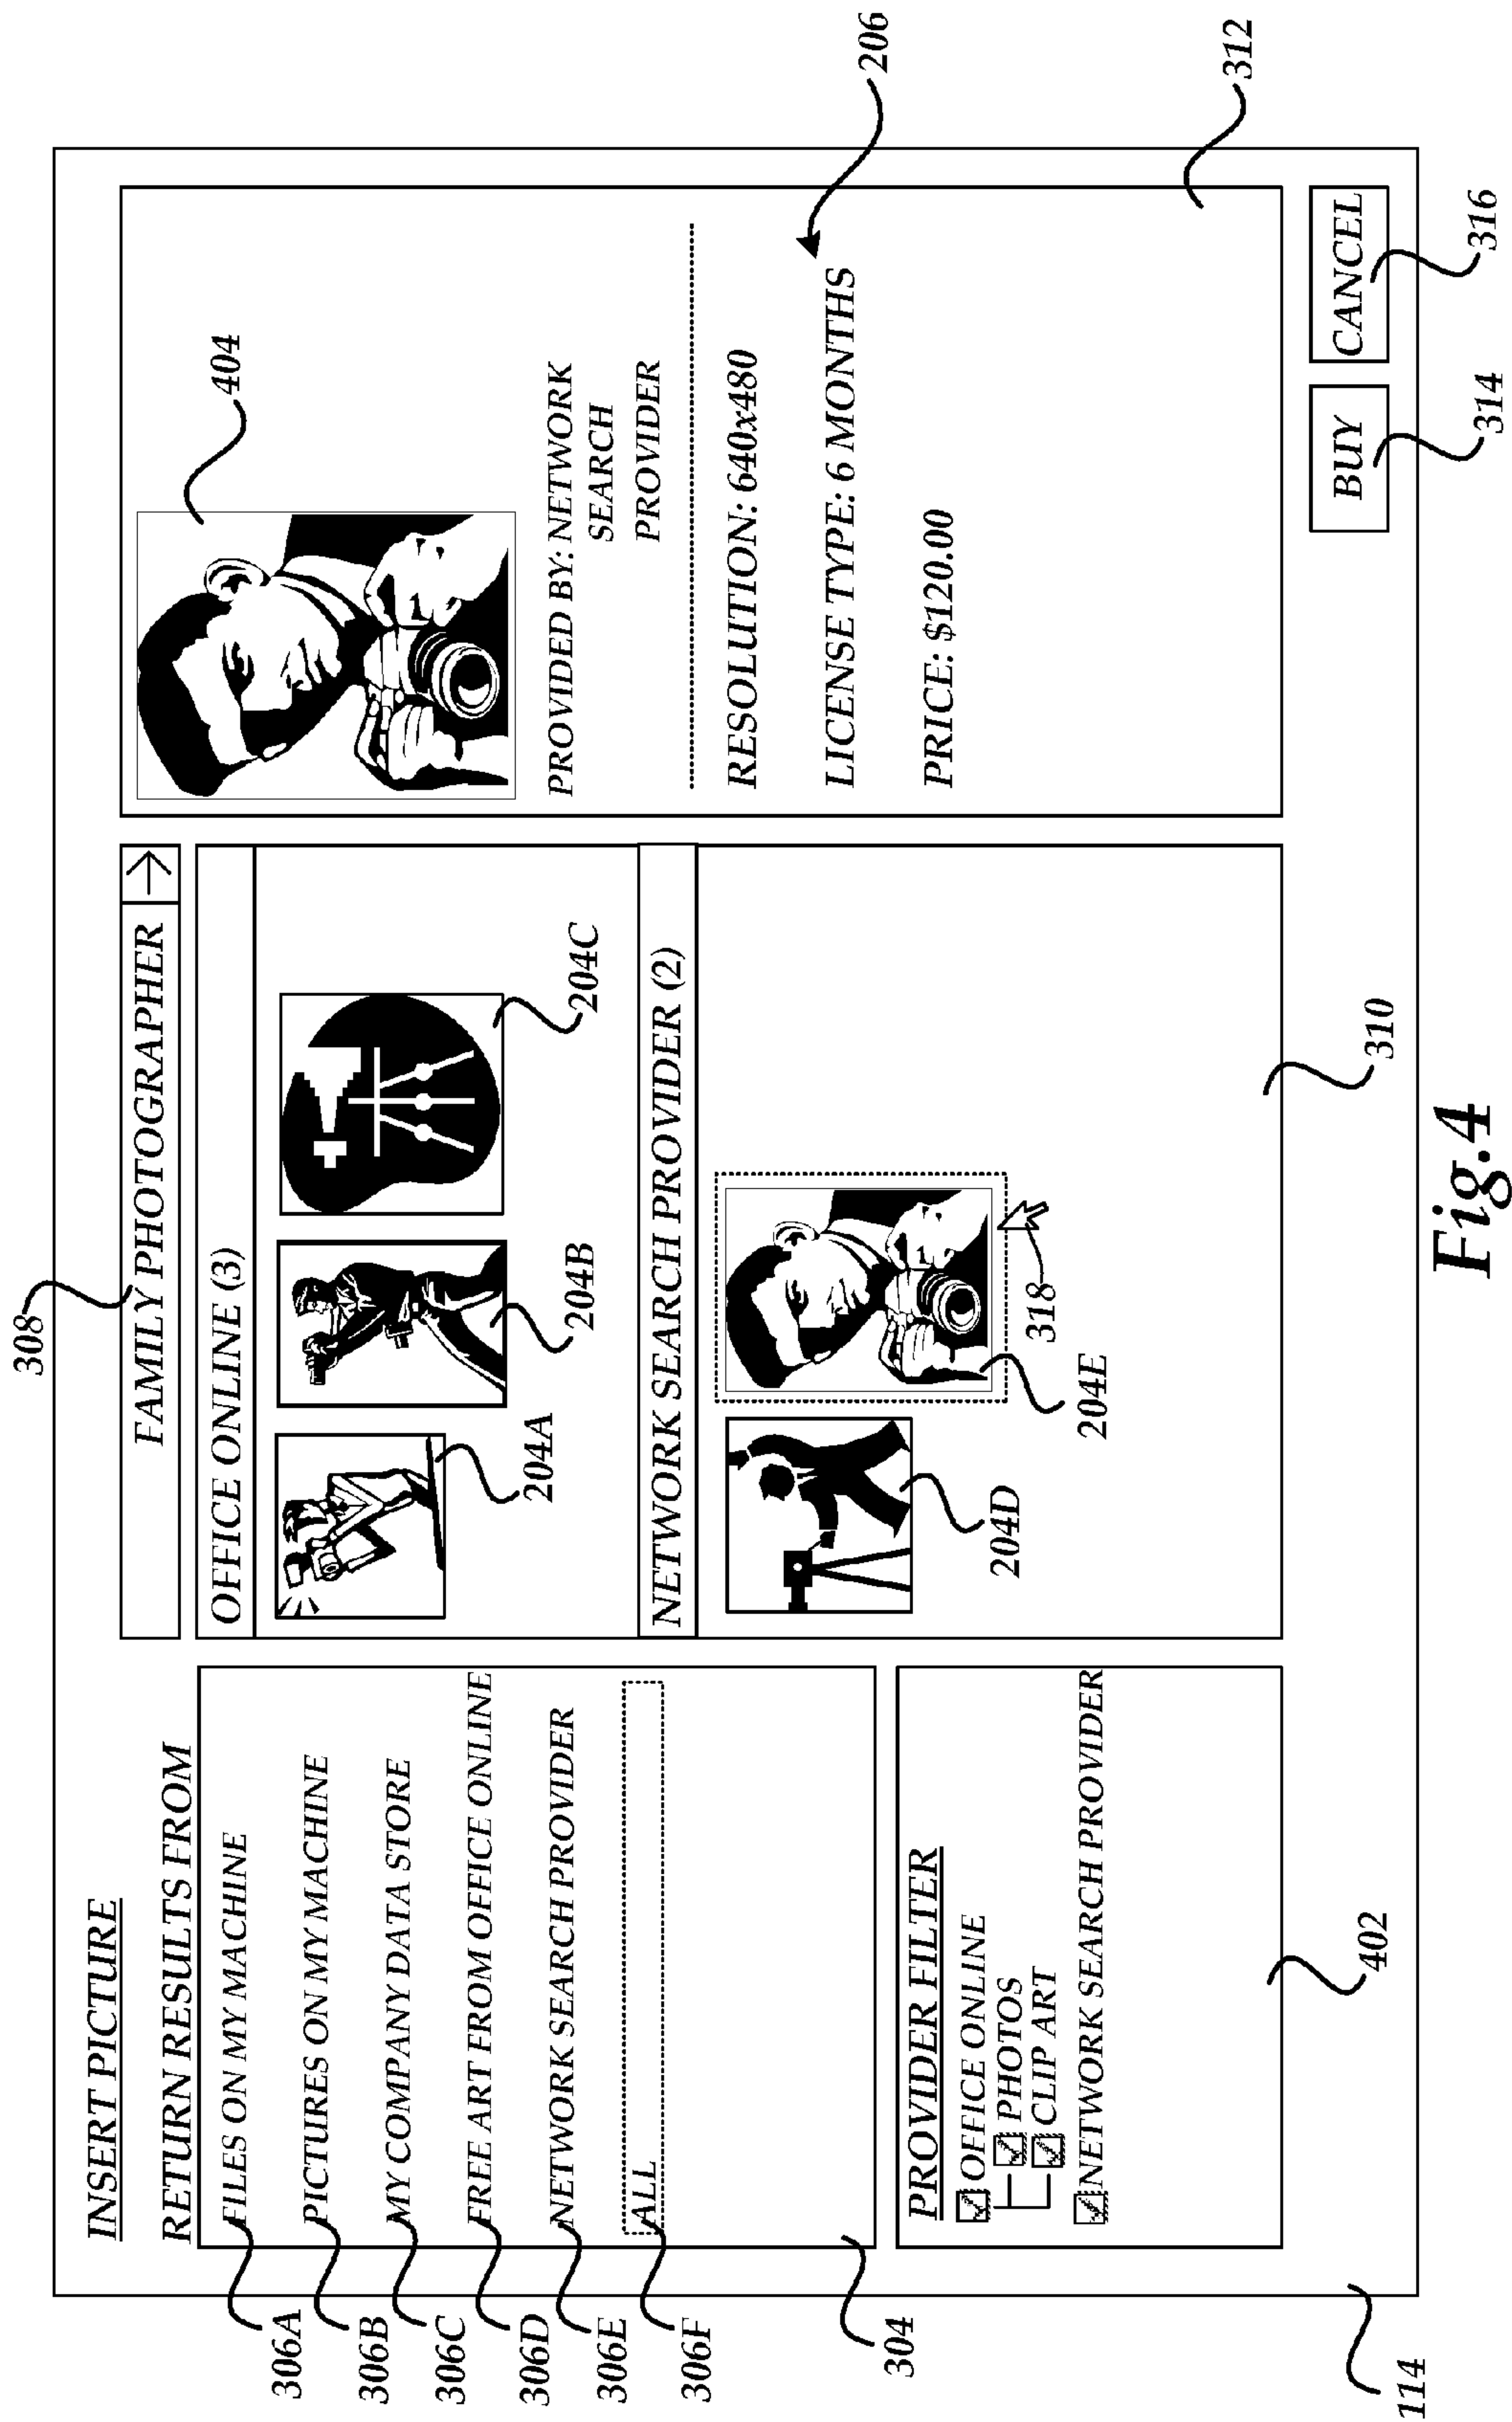 INSERT PICTURE
RETURN RESULTS FROM
306A
FILES ON MY MACHINE
306B
PICTURES ON MY MACHINE
306C
MY COMPANY DATA STORE
306D
FREE ART FROM OFFICE ONLINE
306E
NETWORK SEARCH PROVIDER
306F
ALL
304
PROVIDER FILTER
OFFICE ONLINE
PHOTOS
CLIP ART
NETWORK SEARCH PROVIDER
402
114
308
FAMILY PHOTOGRAPHER
OFFICE ONLINE (3)
204A
204B
204C
NETWORK SEARCH PROVIDER (2)
204D
204E
318
310
404
PROVIDED BY: NETWORK
SEARCH
PROVIDER
RESOLUTION: 640x480
LICENSE TYPE: 6 MONTHS
PRICE: $120.00
206
312
BUY
CANCEL
314
316
Fig.4